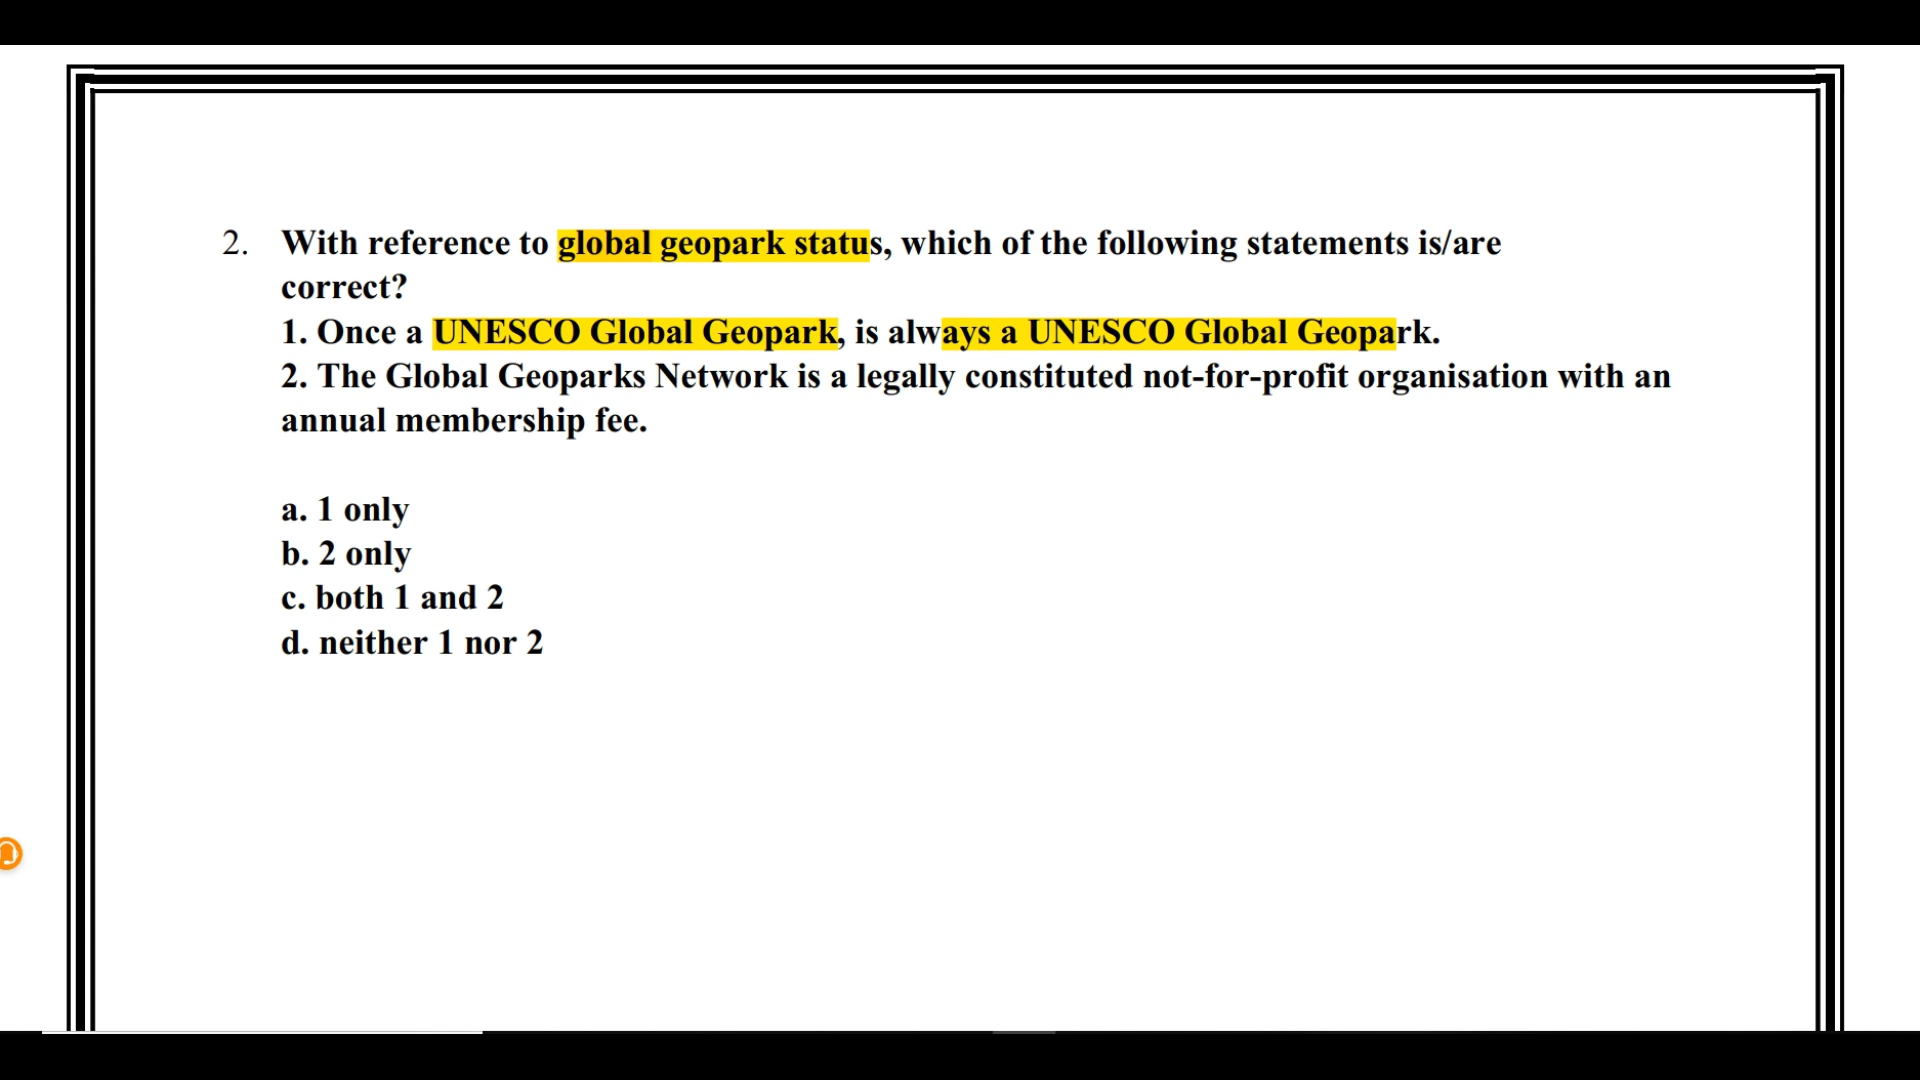 2. With reference to global geopark status, which of the following statements is/are
correct?
1. Once a UNESCO Global Geopark, is always a UNESCO Global Geopark.
2. The Global Geoparks Network is a legally constituted not-for-profit organisation with an
annual membership fee.
a. 1 only
b. 2 only
c. both 1 and 2
d. neither 1 nor 2